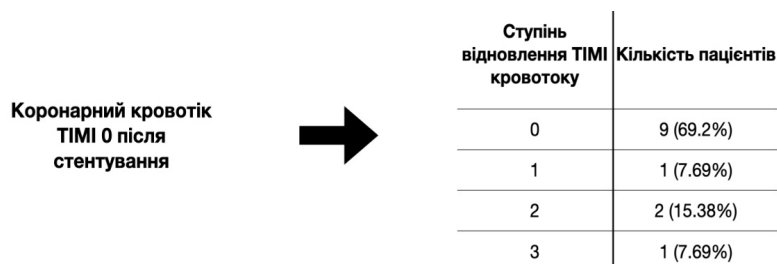 Коронарний кровотік
TIMI 0 після
стентування
Ступінь
відновлення TIMI
кровотоку
Кількість пацієнтів
0 9 (69.2%)
1 1 (7.69%)
2 2 (15.38%)
3 1 (7.69%)